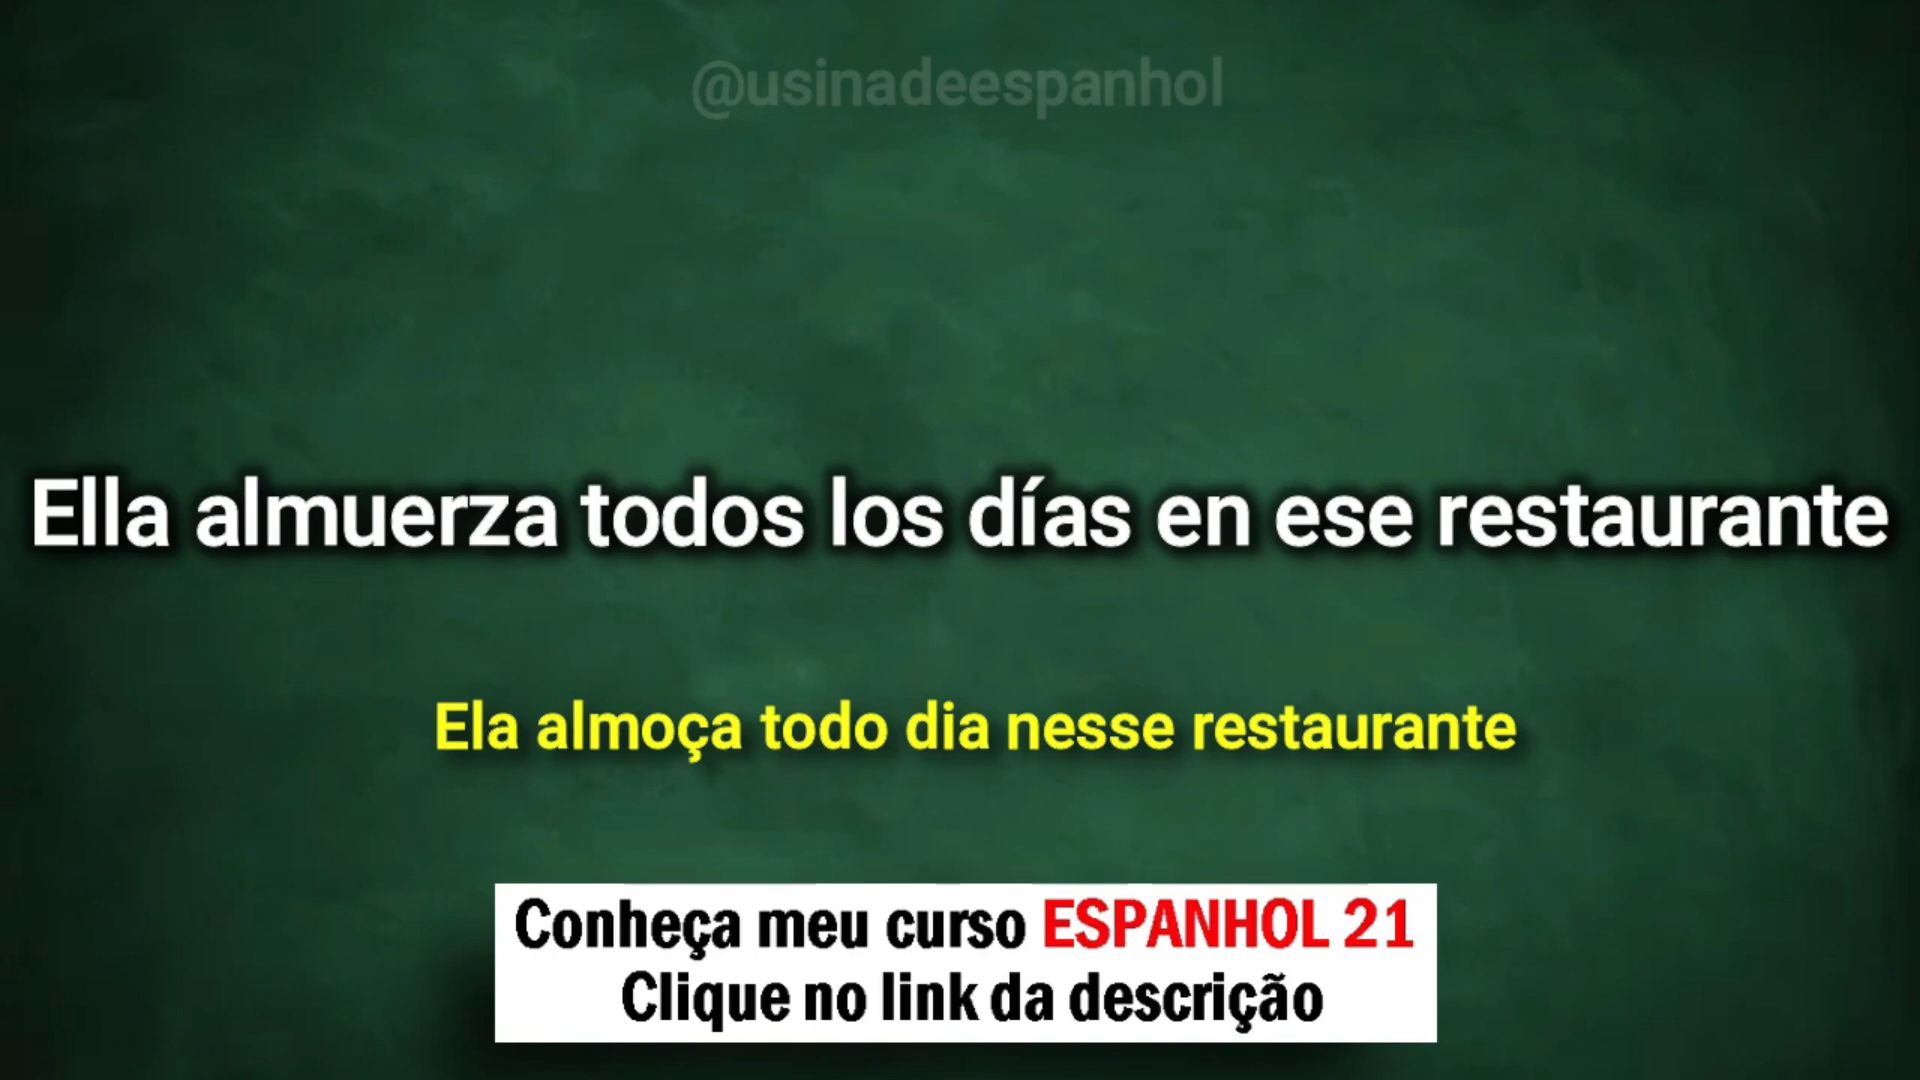 @usinadeespanhol
Ella almuerza todos los días en ese restaurante
Ela almoça todo dia nesse restaurante
Conheça meu curso ESPANHOL 21
Clique no link da descrição